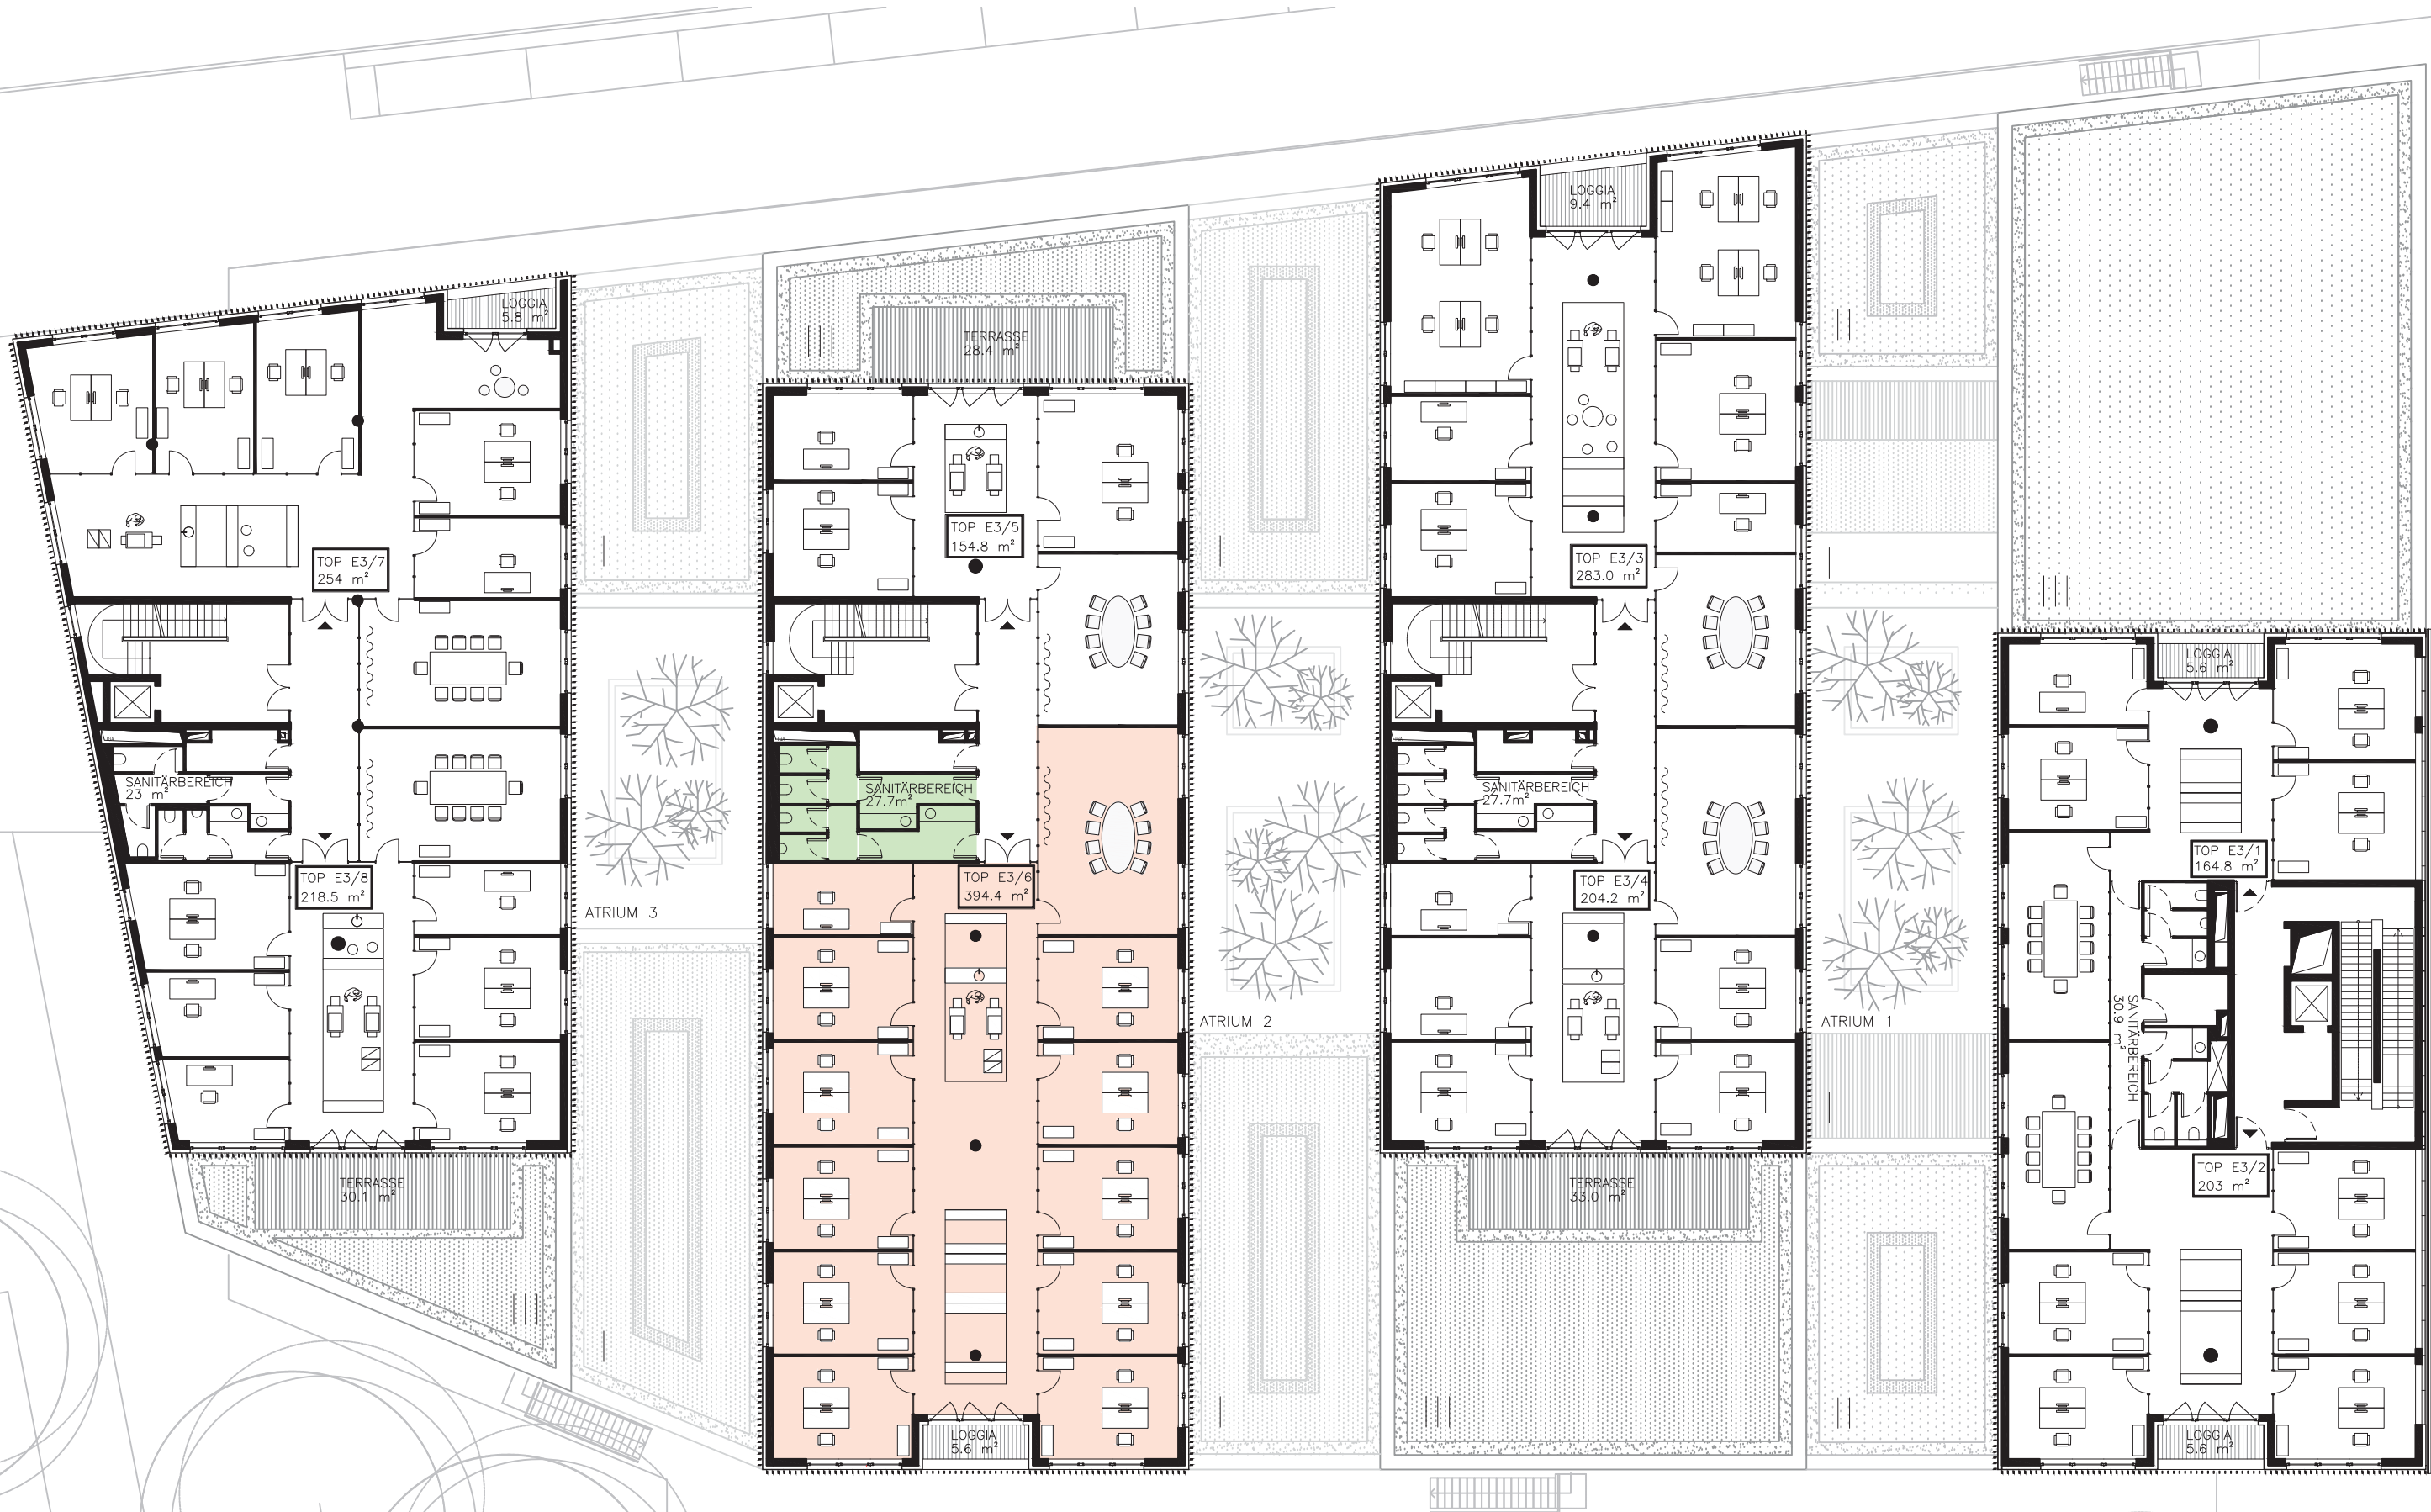 LOGGIA
9.4 m²
LOGGIA
5.8 m²
TERRASSE
28.4 m²
TOP E3/5
154.8 m²
TOP E3/7
254 m²
TOP E3/3
283.0 m²
LOGGIA
5.6 m²
SANITÄRBEREICH
23 m²
SANITÄRBEREICH
27.7m²
SANITÄRBEREICH
27.7m²
TOP E3/1
164.8 m²
TOP E3/8
218.5 m²
TOP E3/6
394.4 m²
TOP E3/4
204.2 m²
ATRIUM 3
ATRIUM 2
ATRIUM 1
SANITÄRBEREICH
30.9 m²
TERRASSE
30.1 m²
TERRASSE
33.0 m²
TOP E3/2
203 m²
LOGGIA
5.6 m²
LOGGIA
5.6 m²